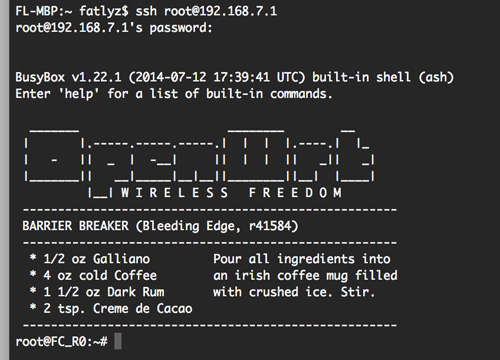 FL-MBP:~ fatlyz$ ssh root@192.168.7.1
root@192.168.7.1's password:
BusyBox v1.22.1 (2014-07-12 17:39:41 UTC) built-in shell (ash)
Enter 'help' for a list of built-in commands.
OpenWrt
WIRELESS FREEDOM
BARRIER BREAKER (Bleeding Edge, r41584)
* 1/2 oz Galliano Pour all ingredients into
* 4 oz cold Coffee an irish coffee mug filled
* 1 1/2 oz Dark Rum with crushed ice. Stir.
* 2 tsp. Creme de Cacao
root@FC_R0:~#